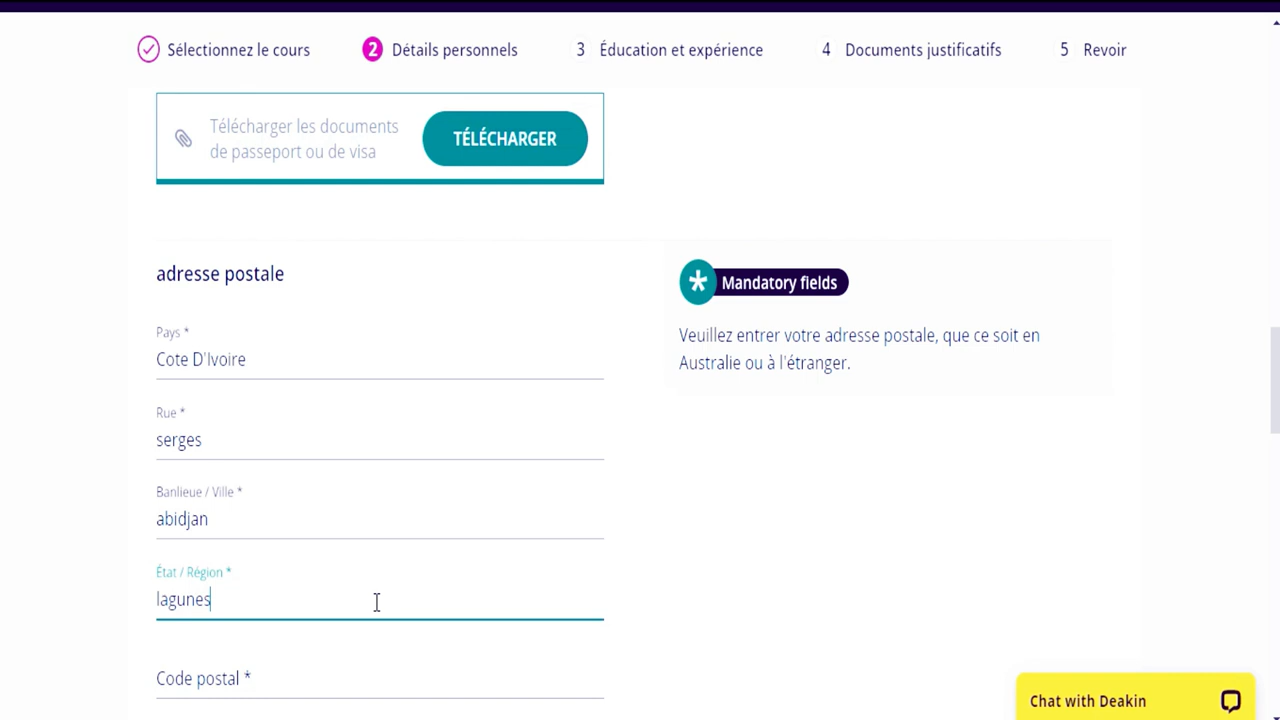 Sélectionnez le cours
2 Détails personnels
3 Éducation et expérience
4 Documents justificatifs
5 Revoir
Télécharger les documents
de passeport ou de visa
TÉLÉCHARGER
adresse postale
Pays *
Cote D'Ivoire
Rue *
serges
Banlieue / Ville *
abidjan
État / Région *
lagunes
Code postal *
* Mandatory fields
Veuillez entrer votre adresse postale, que ce soit en
Australie ou à l'étranger.
Chat with Deakin